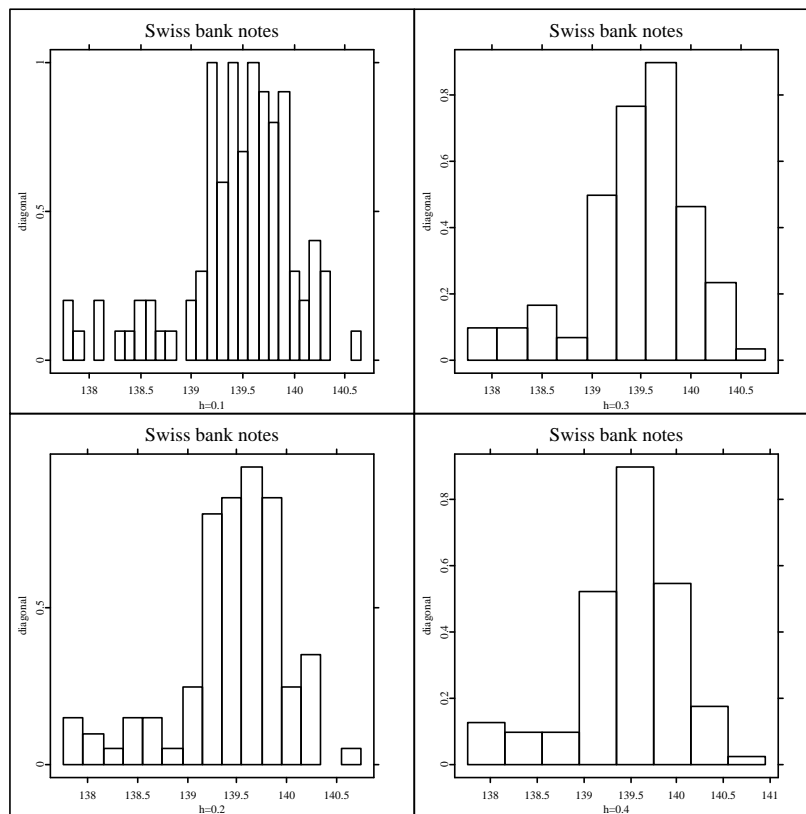 Swiss bank notes
1
0.5
0
diagonal
138 138.5 139 139.5 140 140.5
h=0.1
Swiss bank notes
0.8
0.6
0.4
0.2
0
diagonal
138 138.5 139 139.5 140 140.5
h=0.3
Swiss bank notes
0.5
0
diagonal
138 138.5 139 139.5 140 140.5
h=0.2
Swiss bank notes
0.8
0.6
0.4
0.2
0
diagonal
138 138.5 139 139.5 140 140.5 141
h=0.4